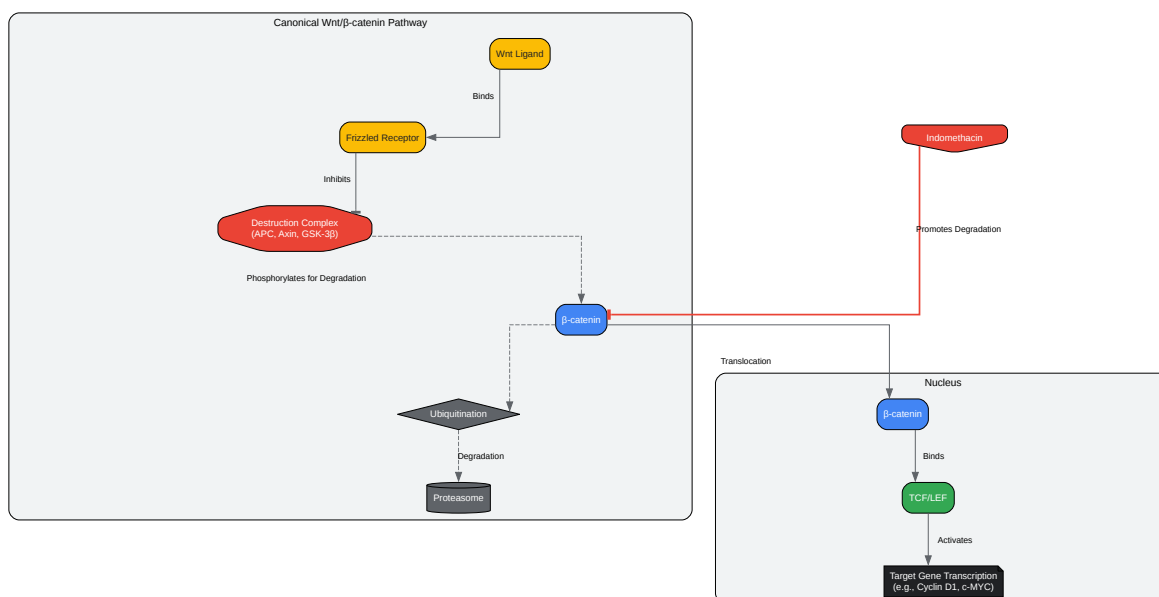 Canonical Wnt/β-catenin Pathway
Wnt Ligand
Binds
Frizzled Receptor
Indomethacin
Inhibits
Destruction Complex
(APC, Axin, GSK-3β)
Promotes Degradation
Phosphorylates for Degradation
β-catenin
Translocation
Nucleus
β-catenin
Ubiquitination
Degradation
Binds
Proteasome
TCF/LEF
Activates
Target Gene Transcription
(e.g., Cyclin D1, c-MYC)